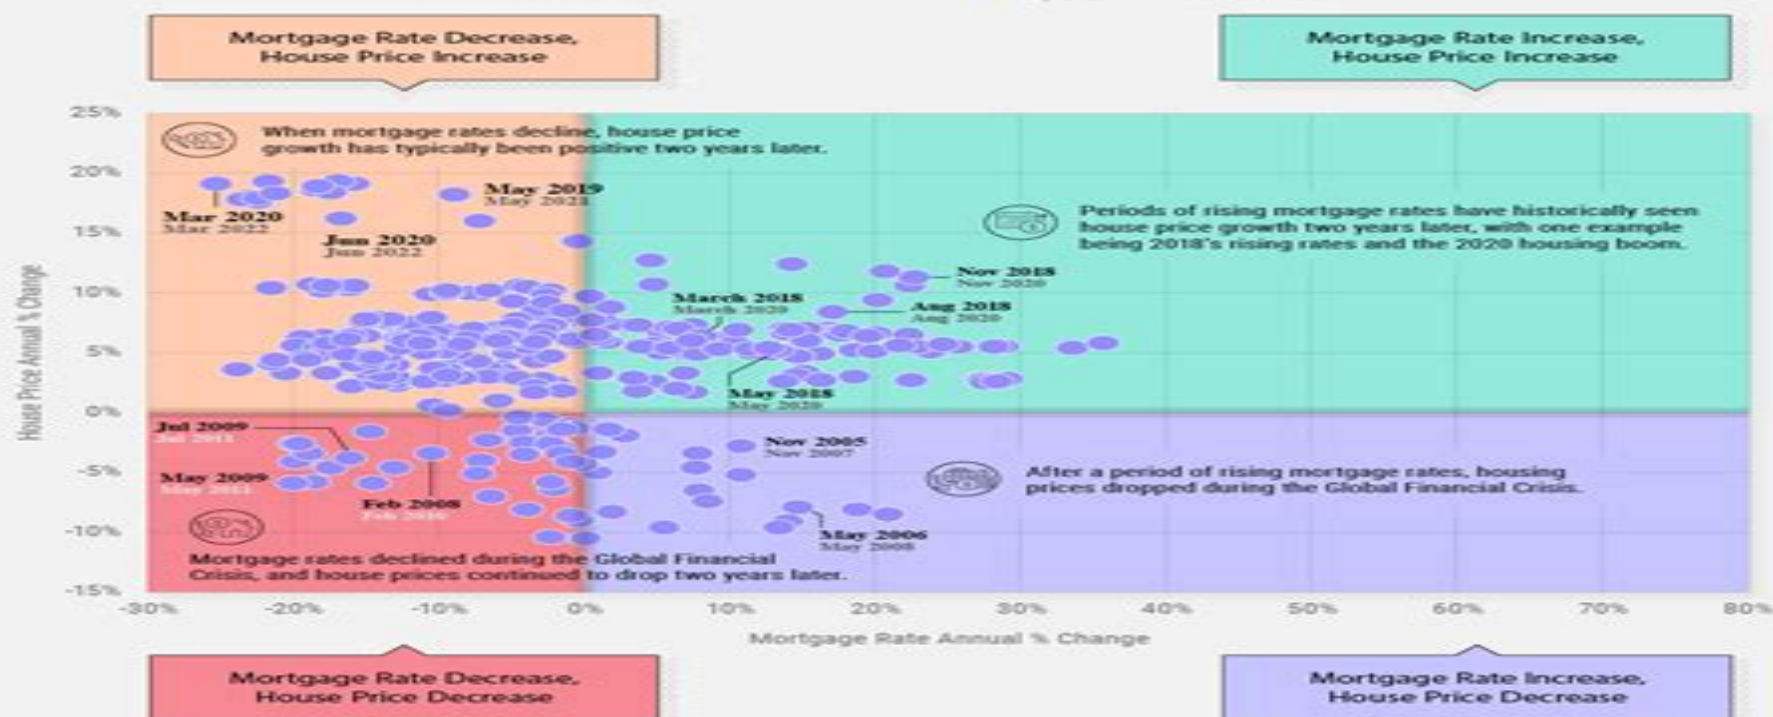 Mortgage Rate Decrease,
House Price Increase
Mortgage Rate Increase,
House Price Increase
25%
20%
15%
10%
5%
0%
-5%
-10%
-15%
House Price Annual % Change
When mortgage rates decline, house price
growth has typically been positive two years later.
Mar 2020
Mar 2022
May 2019
May 2021
Jun 2020
Jun 2022
Periods of rising mortgage rates have historically seen
house price growth two years later, with one example
being 2018's rising rates and the 2020 housing boom.
Nov 2018
Nov 2020
March 2018
March 2020
Aug 2018
Aug 2020
May 2018
May 2020
Jul 2009
Jul 2011
May 2009
May 2011
Feb 2008
Feb 2010
Mortgage rates declined during the Global Financial
Crisis, and house prices continued to drop two years later.
Nov 2005
Nov 2007
After a period of rising mortgage rates, housing
prices dropped during the Global Financial Crisis.
May 2006
May 2008
-30%
-20%
-10%
0%
10%
20%
30%
40%
50%
60%
70%
80%
Mortgage Rate Annual % Change
Mortgage Rate Decrease,
House Price Decrease
Mortgage Rate Increase,
House Price Decrease